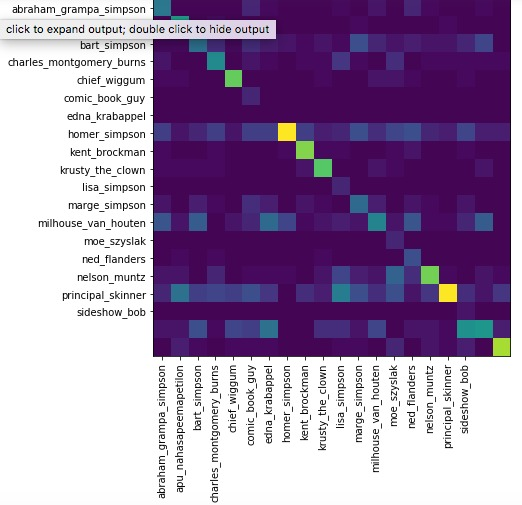 abraham_grampa_simpson
click to expand output; double click to hide output
bart_simpson
charles_montgomery_burns
chief_wiggum
comic_book_guy
edna_krabappel
homer_simpson
kent_brockman
krusty_the_clown
lisa_simpson
marge_simpson
milhouse_van_houten
moe_szyslak
ned_flanders
nelson_muntz
principal_skinner
sideshow_bob
abraham_grampa_simpson
apu_nahasapeemapetilon
bart_simpson
charles_montgomery_burns
chief_wiggum
comic_book_guy
edna_krabappel
homer_simpson
kent_brockman
krusty_the_clown
lisa_simpson
marge_simpson
milhouse_van_houten
moe_szyslak
ned_flanders
nelson_muntz
principal_skinner
sideshow_bob